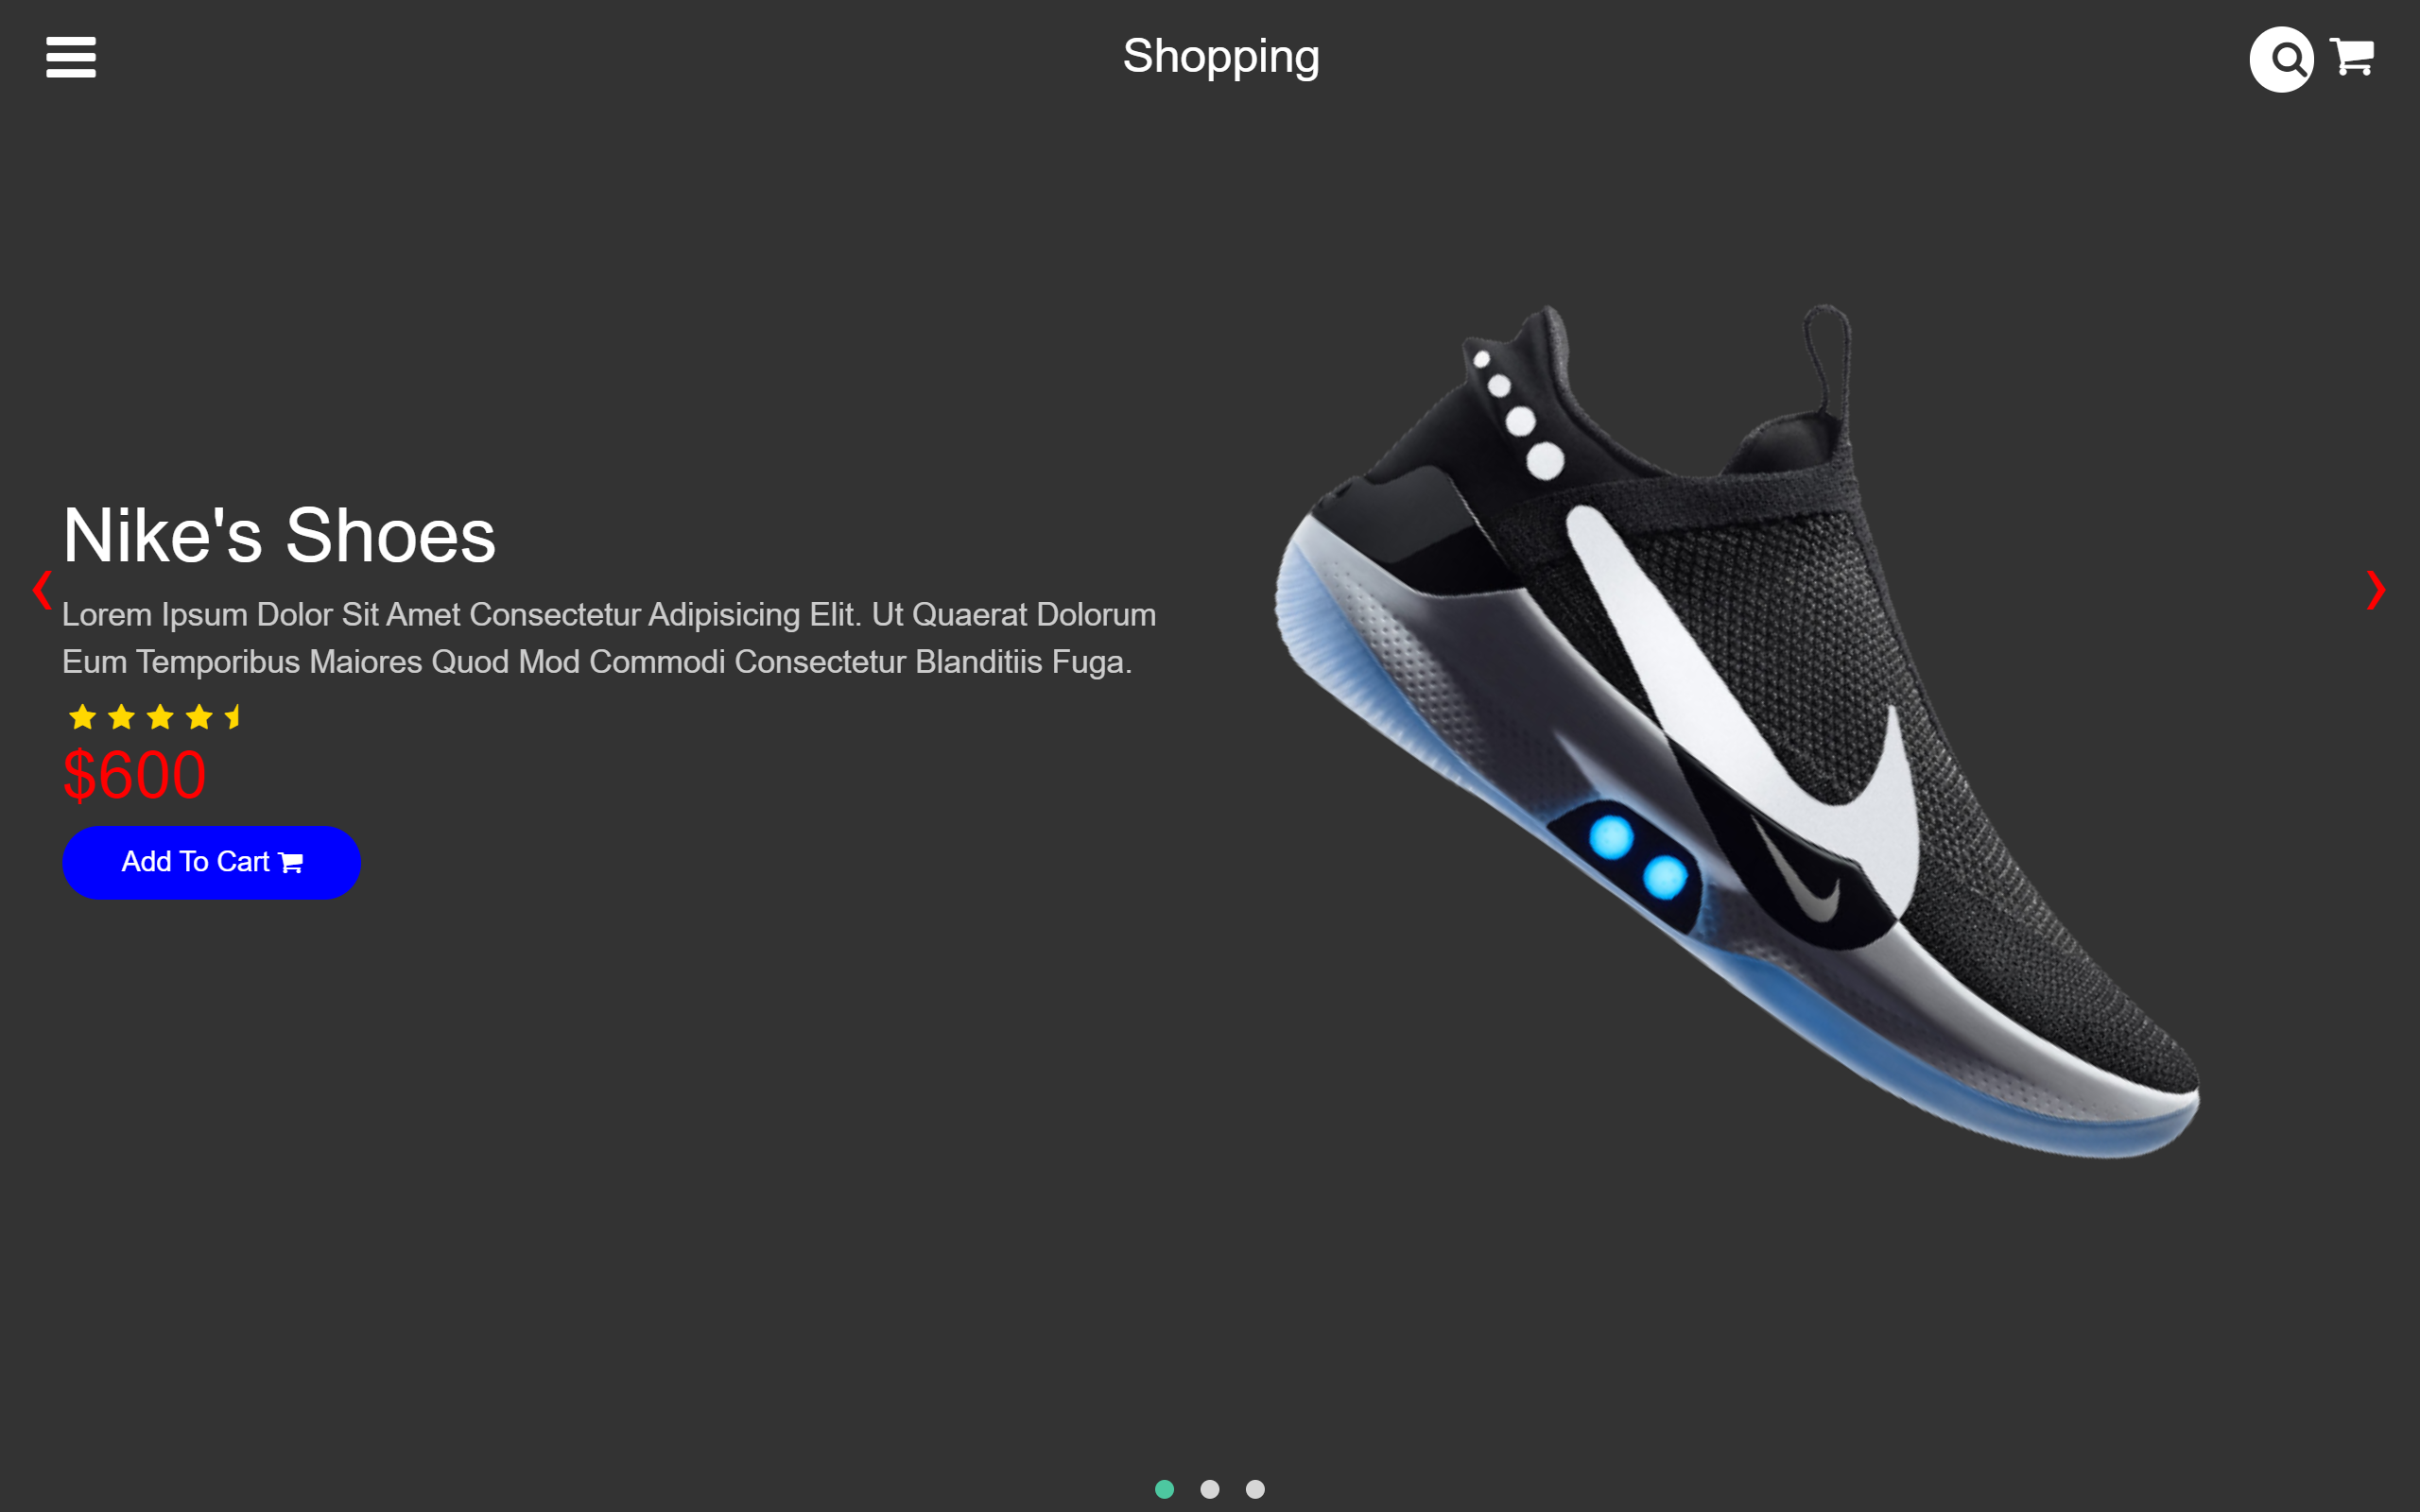 Shopping
Nike's Shoes
Lorem Ipsum Dolor Sit Amet Consectetur Adipisicing Elit. Ut Quaerat Dolorum
Eum Temporibus Maiores Quod Mod Commodi Consectetur Blanditiis Fuga.
$600
Add To Cart